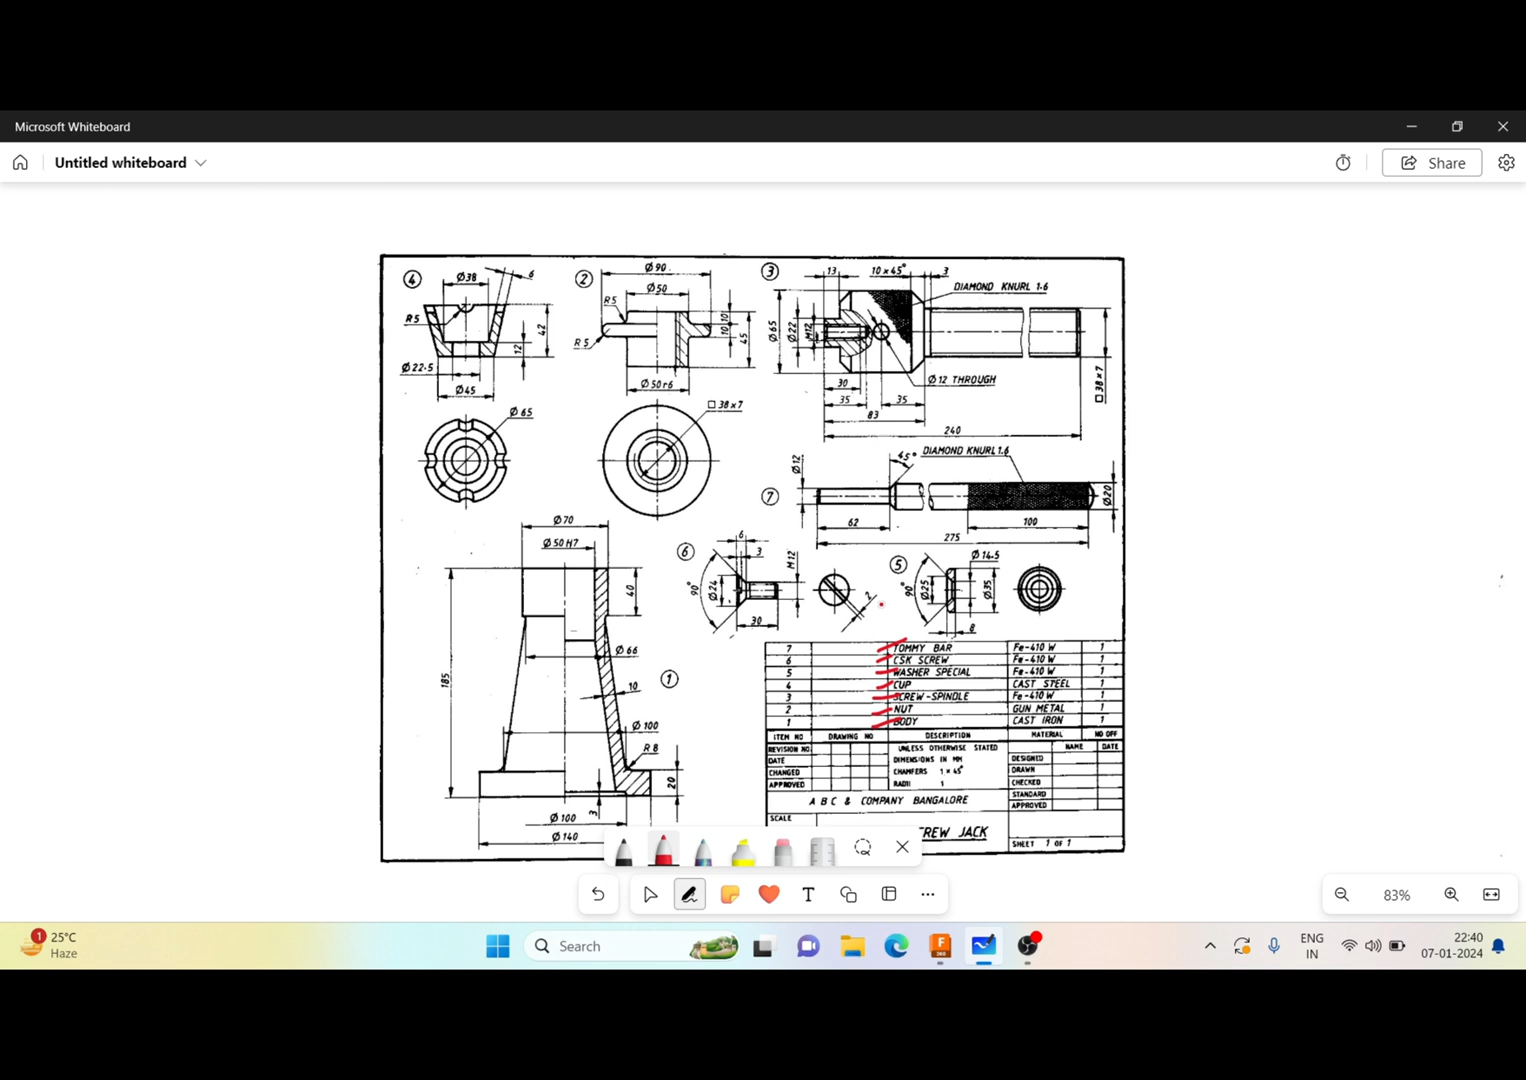 Microsoft Whiteboard
Untitled whiteboard
Share
4
Ø38
6
R5
42
12
Ø22·5
Ø45
Ø65
2
Ø90
Ø50
R5
R5
10
10
45
Ø50r6
□38×7
3
13
10×45°
3
DIAMOND KNURL 1·6
Ø65
Ø22
M12
Ø12 THROUGH
30
35
35
83
240
□38×7
7
Ø12
45°
DIAMOND KNURL 1.6
Ø20
62
100
275
1
Ø70
Ø50H7
40
Ø66
185
10
Ø100
R8
20
3
Ø100
Ø140
6
6
3
M12
90°
Ø24
30
2
5
Ø14.5
90°
Ø25
Ø35
8
7 TOMMY BAR Fe-410 W 1
6 CSK SCREW Fe-410 W 1
5 WASHER SPECIAL Fe-410 W 1
4 CUP CAST STEEL 1
3 SCREW-SPINDLE Fe-410 W 1
2 NUT GUN METAL 1
1 BODY CAST IRON 1
ITEM NO DRAWING NO DESCRIPTION MATERIAL NO OFF
REVISION NO.
DATE
CHANGED
APPROVED
UNLESS OTHERWISE STATED
DIMENSIONS IN MM
CHAMFERS 1×45°
RADII 1
NAME DATE
DESIGNED
DRAWN
CHECKED
STANDARD
APPROVED
A B C & COMPANY BANGALORE
SCALE
CREW JACK
SHEET 1 OF 1
T
83%
1
25°C
Haze
Search
F
360
ENG
IN
22:40
07-01-2024